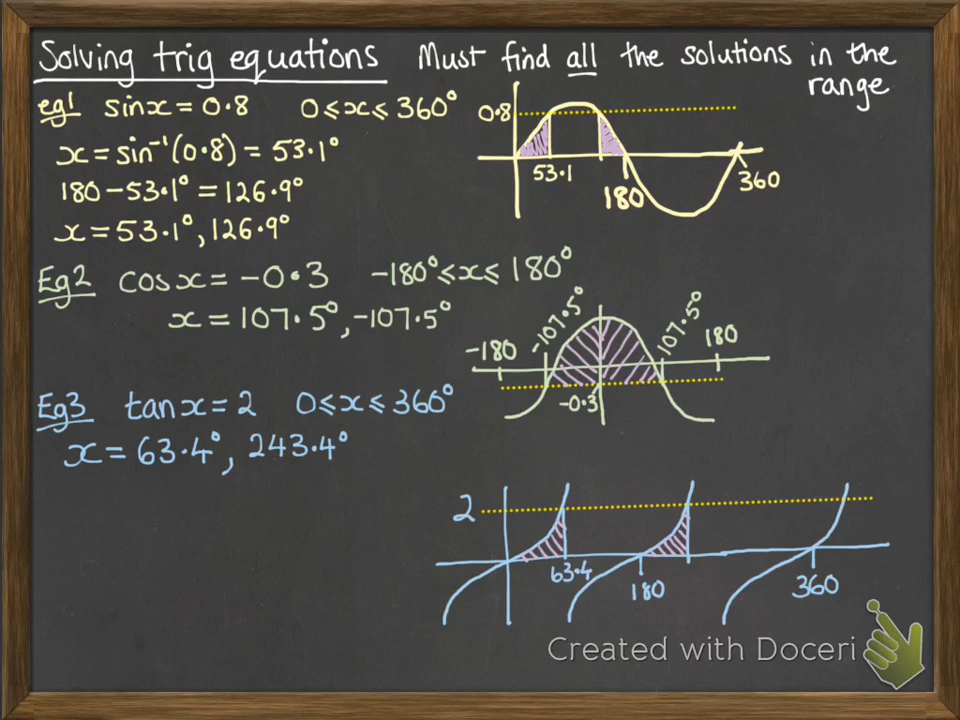 Solving trig equations Must find all the solutions in the range
eg1 sinx = 0.8 0 ≤ x ≤ 360°
x = sin⁻¹(0.8) = 53.1°
180 − 53.1° = 126.9°
x = 53.1°, 126.9°
0.8
53.1
180
360
Eg2 cosx = −0.3 −180° ≤ x ≤ 180°
x = 107.5°, −107.5°
−180
−107.5°
107.5°
180
−0.3
Eg3 tanx = 2 0 ≤ x ≤ 360°
x = 63.4°, 243.4°
2
63.4
180
360
Created with Doceri